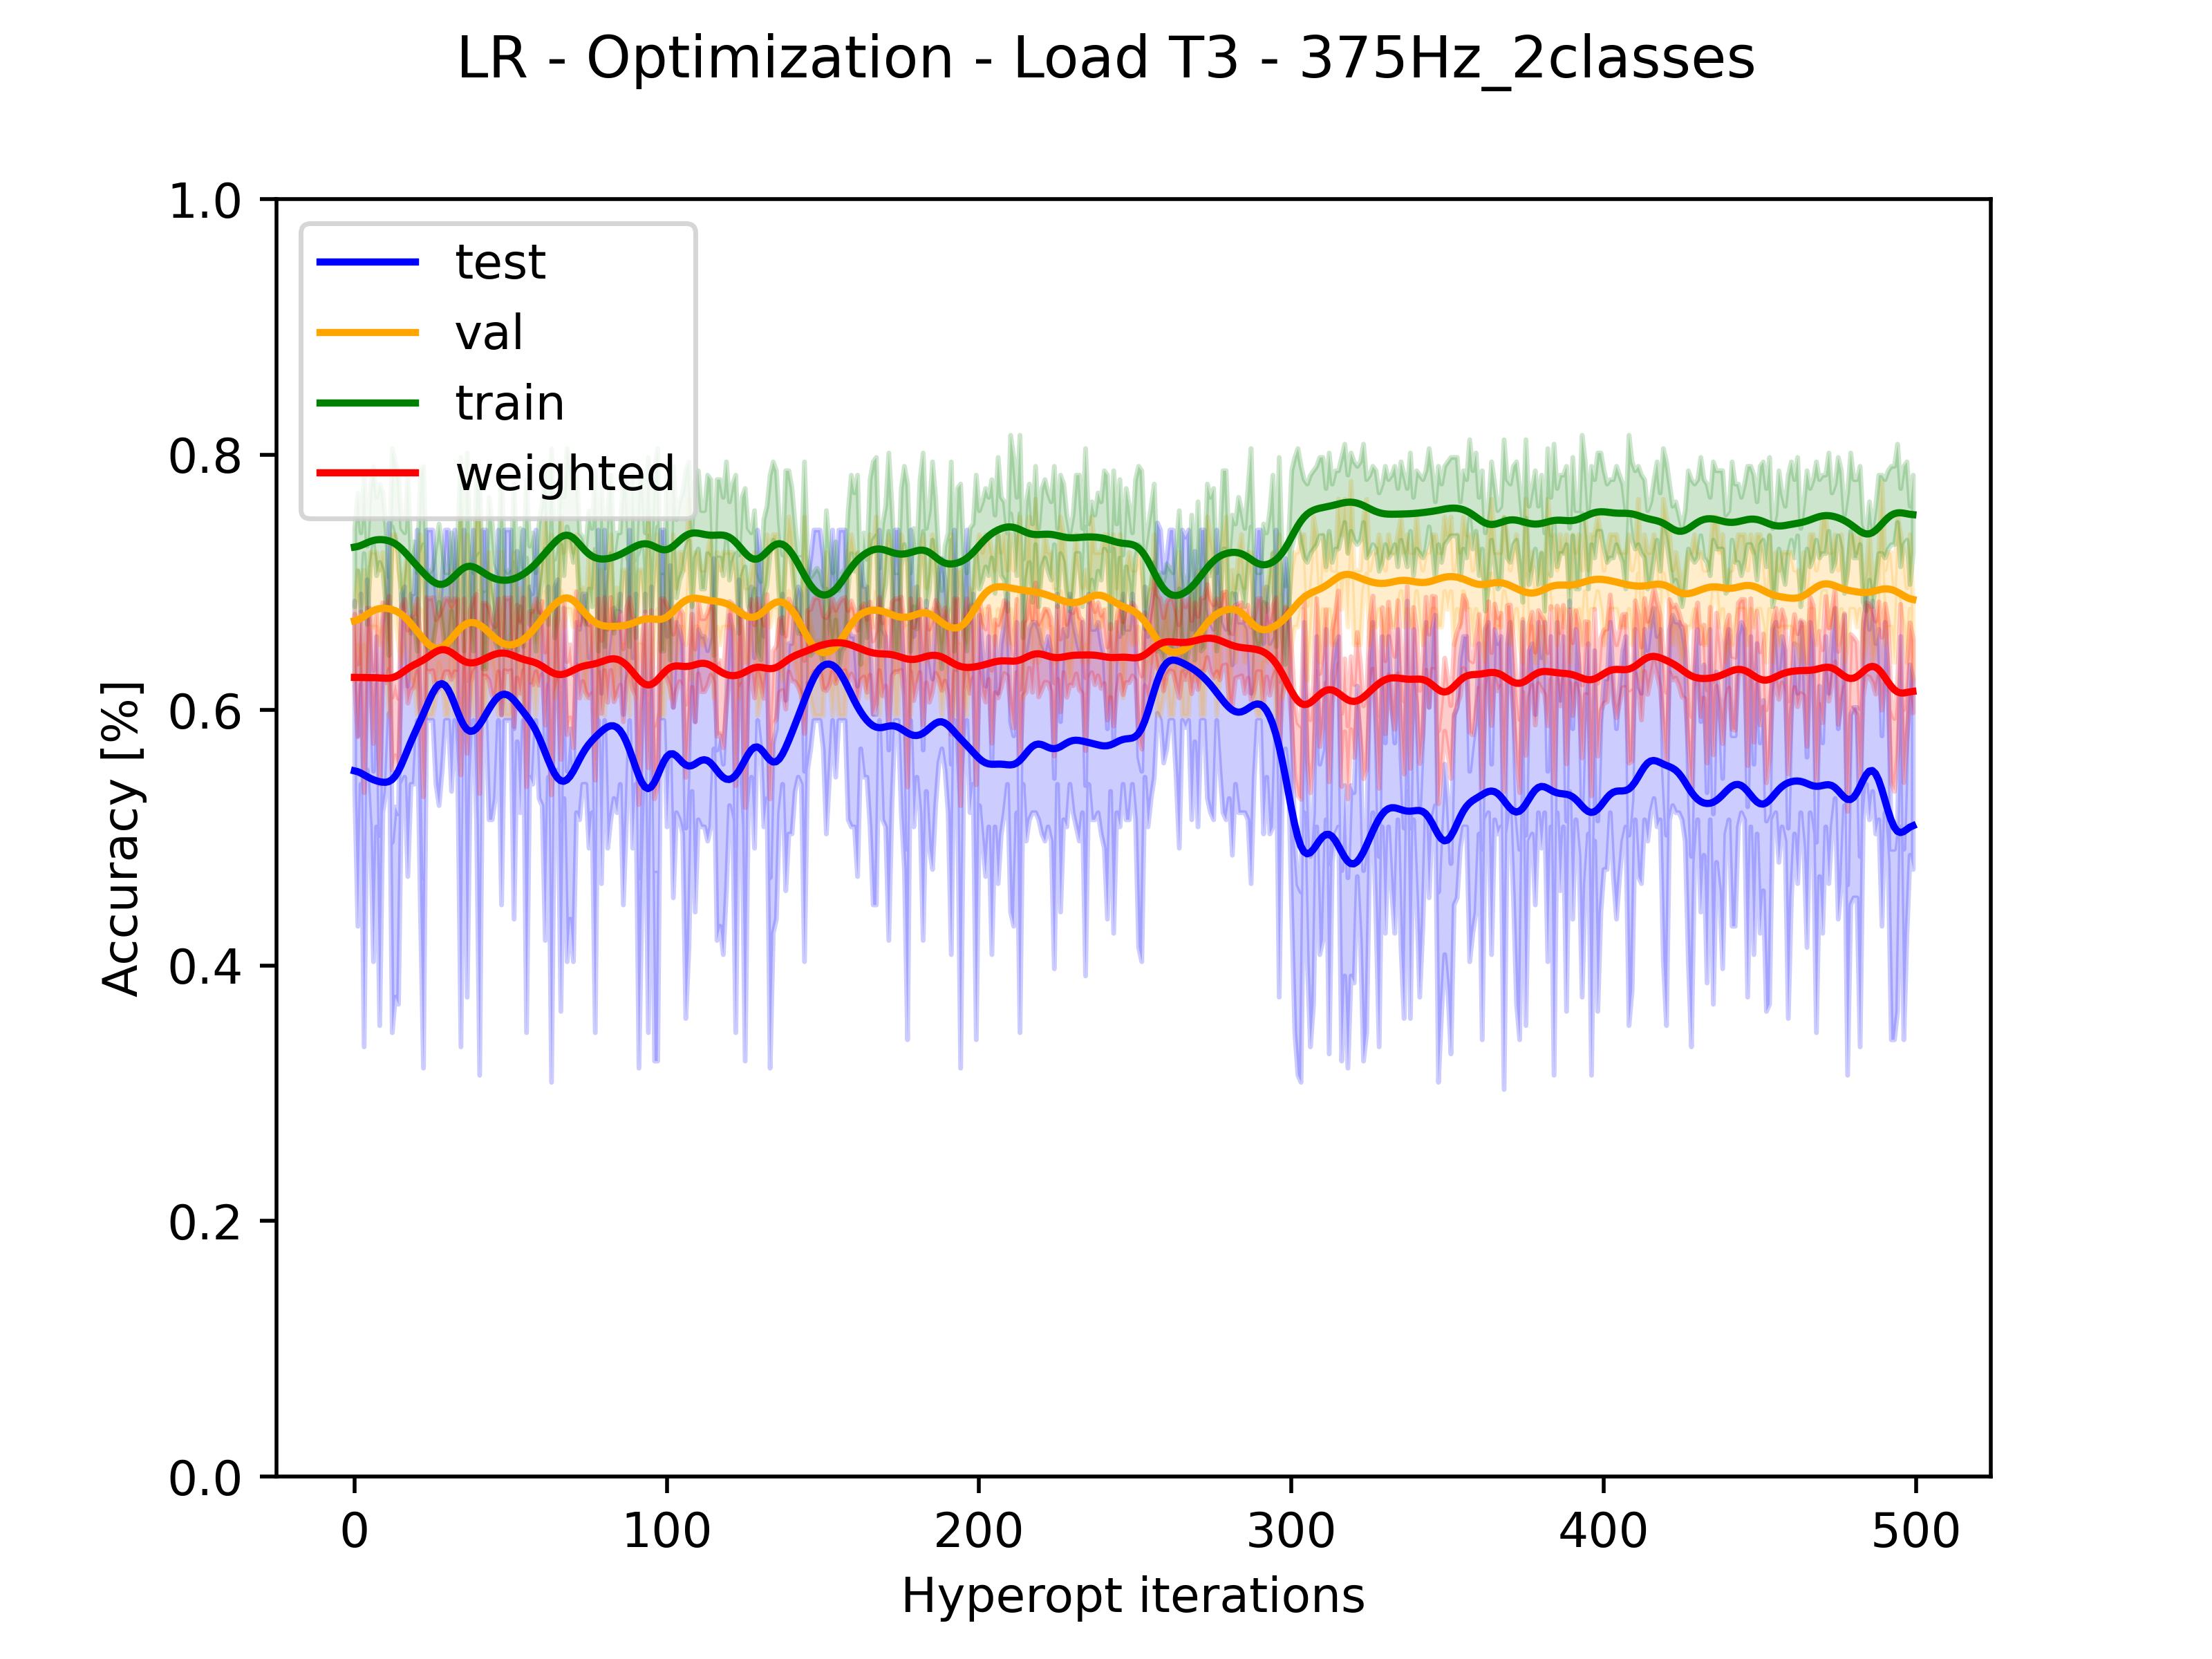 LR - Optimization - Load T3 - 375Hz_2classes
1.0
0.8
0.6
0.4
0.2
0.0
Accuracy [%]
test
val
train
weighted
0 100 200 300 400 500
Hyperopt iterations